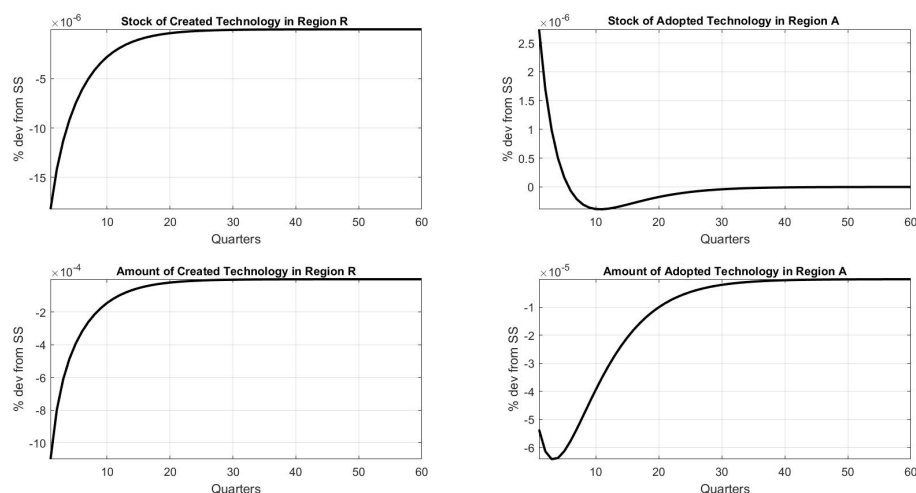 Stock of Created Technology in Region R
×10⁻⁶
% dev from SS
-5
-10
-15
10 20 30 40 50 60
Quarters
Stock of Adopted Technology in Region A
×10⁻⁶
% dev from SS
2.5
2
1.5
1
0.5
0
10 20 30 40 50 60
Quarters
Amount of Created Technology in Region R
×10⁻⁴
% dev from SS
-2
-4
-6
-8
-10
10 20 30 40 50 60
Quarters
Amount of Adopted Technology in Region A
×10⁻⁵
% dev from SS
-1
-2
-3
-4
-5
-6
10 20 30 40 50 60
Quarters